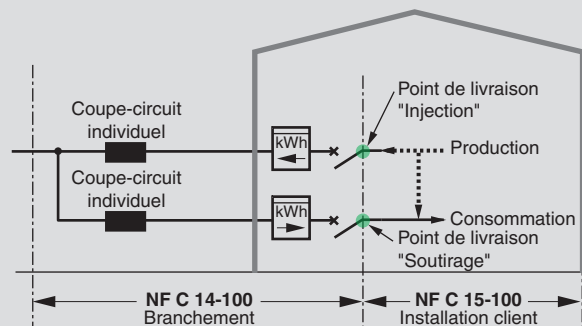 Coupe-circuit
individuel
kWh
Point de livraison
"Injection"
Production
Coupe-circuit
individuel
kWh
Consommation
Point de livraison
"Soutirage"
NF C 14-100
Branchement
NF C 15-100
Installation client